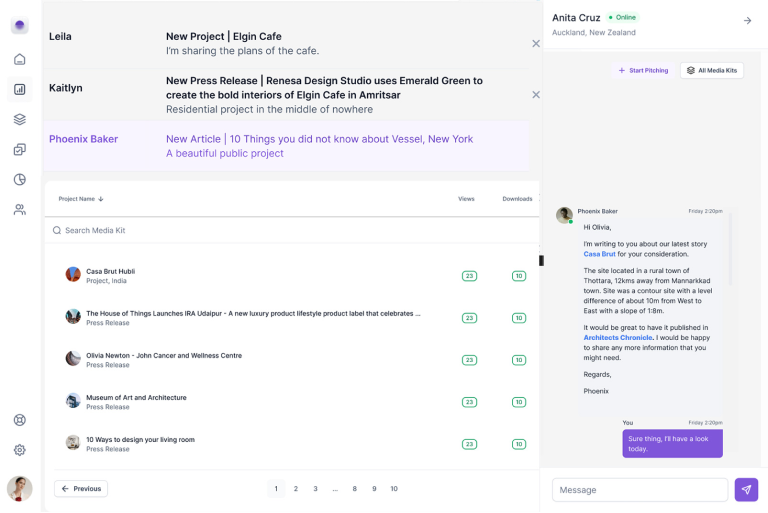 Leila
New Project | Elgin Cafe
I'm sharing the plans of the cafe.
Kaitlyn
New Press Release | Renesa Design Studio uses Emerald Green to
create the bold interiors of Elgin Cafe in Amritsar
Residential project in the middle of nowhere
Phoenix Baker
New Article | 10 Things you did not know about Vessel, New York
A beautiful public project
Project Name
Views
Downloads
Search Media Kit
Casa Brut Hubli
Project, India
23
10
The House of Things Launches IRA Udaipur - A new luxury product lifestyle product label that celebrates ...
Press Release
23
10
Olivia Newton - John Cancer and Wellness Centre
Press Release
23
10
Museum of Art and Architecture
Press Release
23
10
10 Ways to design your living room
Press Release
23
10
Previous
1 2 3 ... 8 9 10
Anita Cruz
Online
Auckland, New Zealand
Start Pitching
All Media Kits
Phoenix Baker
Friday 2:20pm
Hi Olivia,
I'm writing to you about our latest story
Casa Brut for your consideration.
The site located in a rural town of
Thottara, 12kms away from Mannarkkad
town. Site was a contour site with a level
difference of about 10m from West to
East with a slope of 1:8m.
It would be great to have it published in
Architects Chronicle. I would be happy
to share any more information that you
might need.
Regards,
Phoenix
You
Friday 2:20pm
Sure thing, I'll have a look
today.
Message